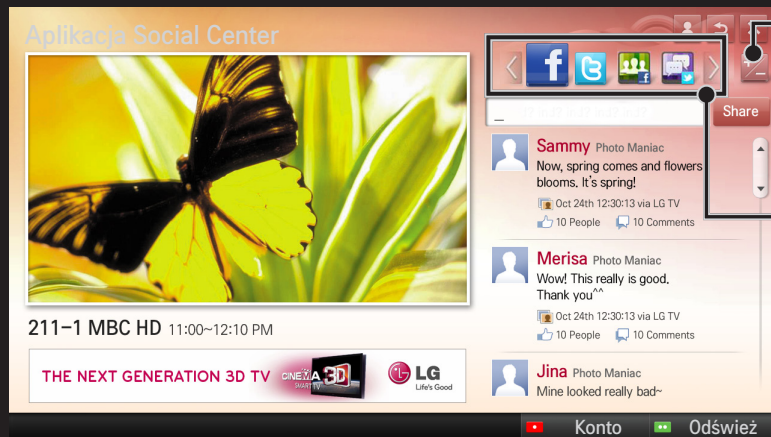 Aplikacja Social Center
_
Share
Sammy Photo Maniac
Now, spring comes and flowers
blooms. It's spring!
Oct 24th 12:30:13 via LG TV
10 People 10 Comments
Merisa Photo Maniac
Wow! This really is good.
Thank you^^
Oct 24th 12:30:13 via LG TV
10 People 10 Comments
Jina Photo Maniac
Mine looked really bad~
211-1 MBC HD 11:00~12:10 PM
THE NEXT GENERATION 3D TV CINEMA 3D SMART TV LG Life's Good
Konto Odśwież